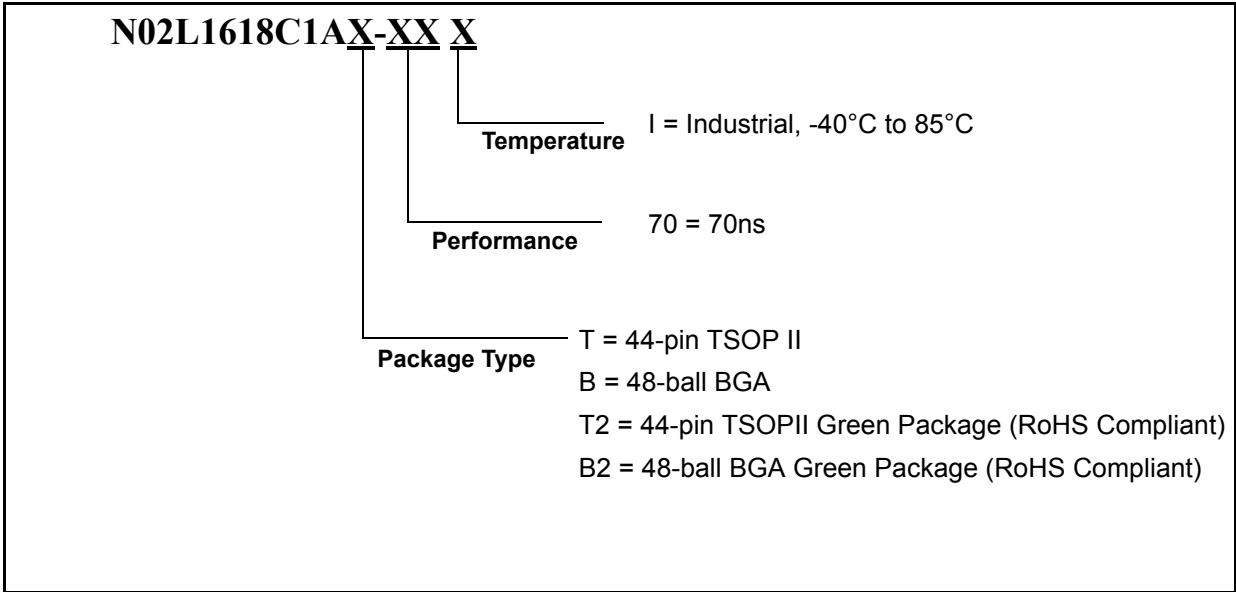 N02L1618C1AX-XX X
I = Industrial, -40°C to 85°C
Temperature
70 = 70ns
Performance
T = 44-pin TSOP II
Package Type
B = 48-ball BGA
T2 = 44-pin TSOPII Green Package (RoHS Compliant)
B2 = 48-ball BGA Green Package (RoHS Compliant)